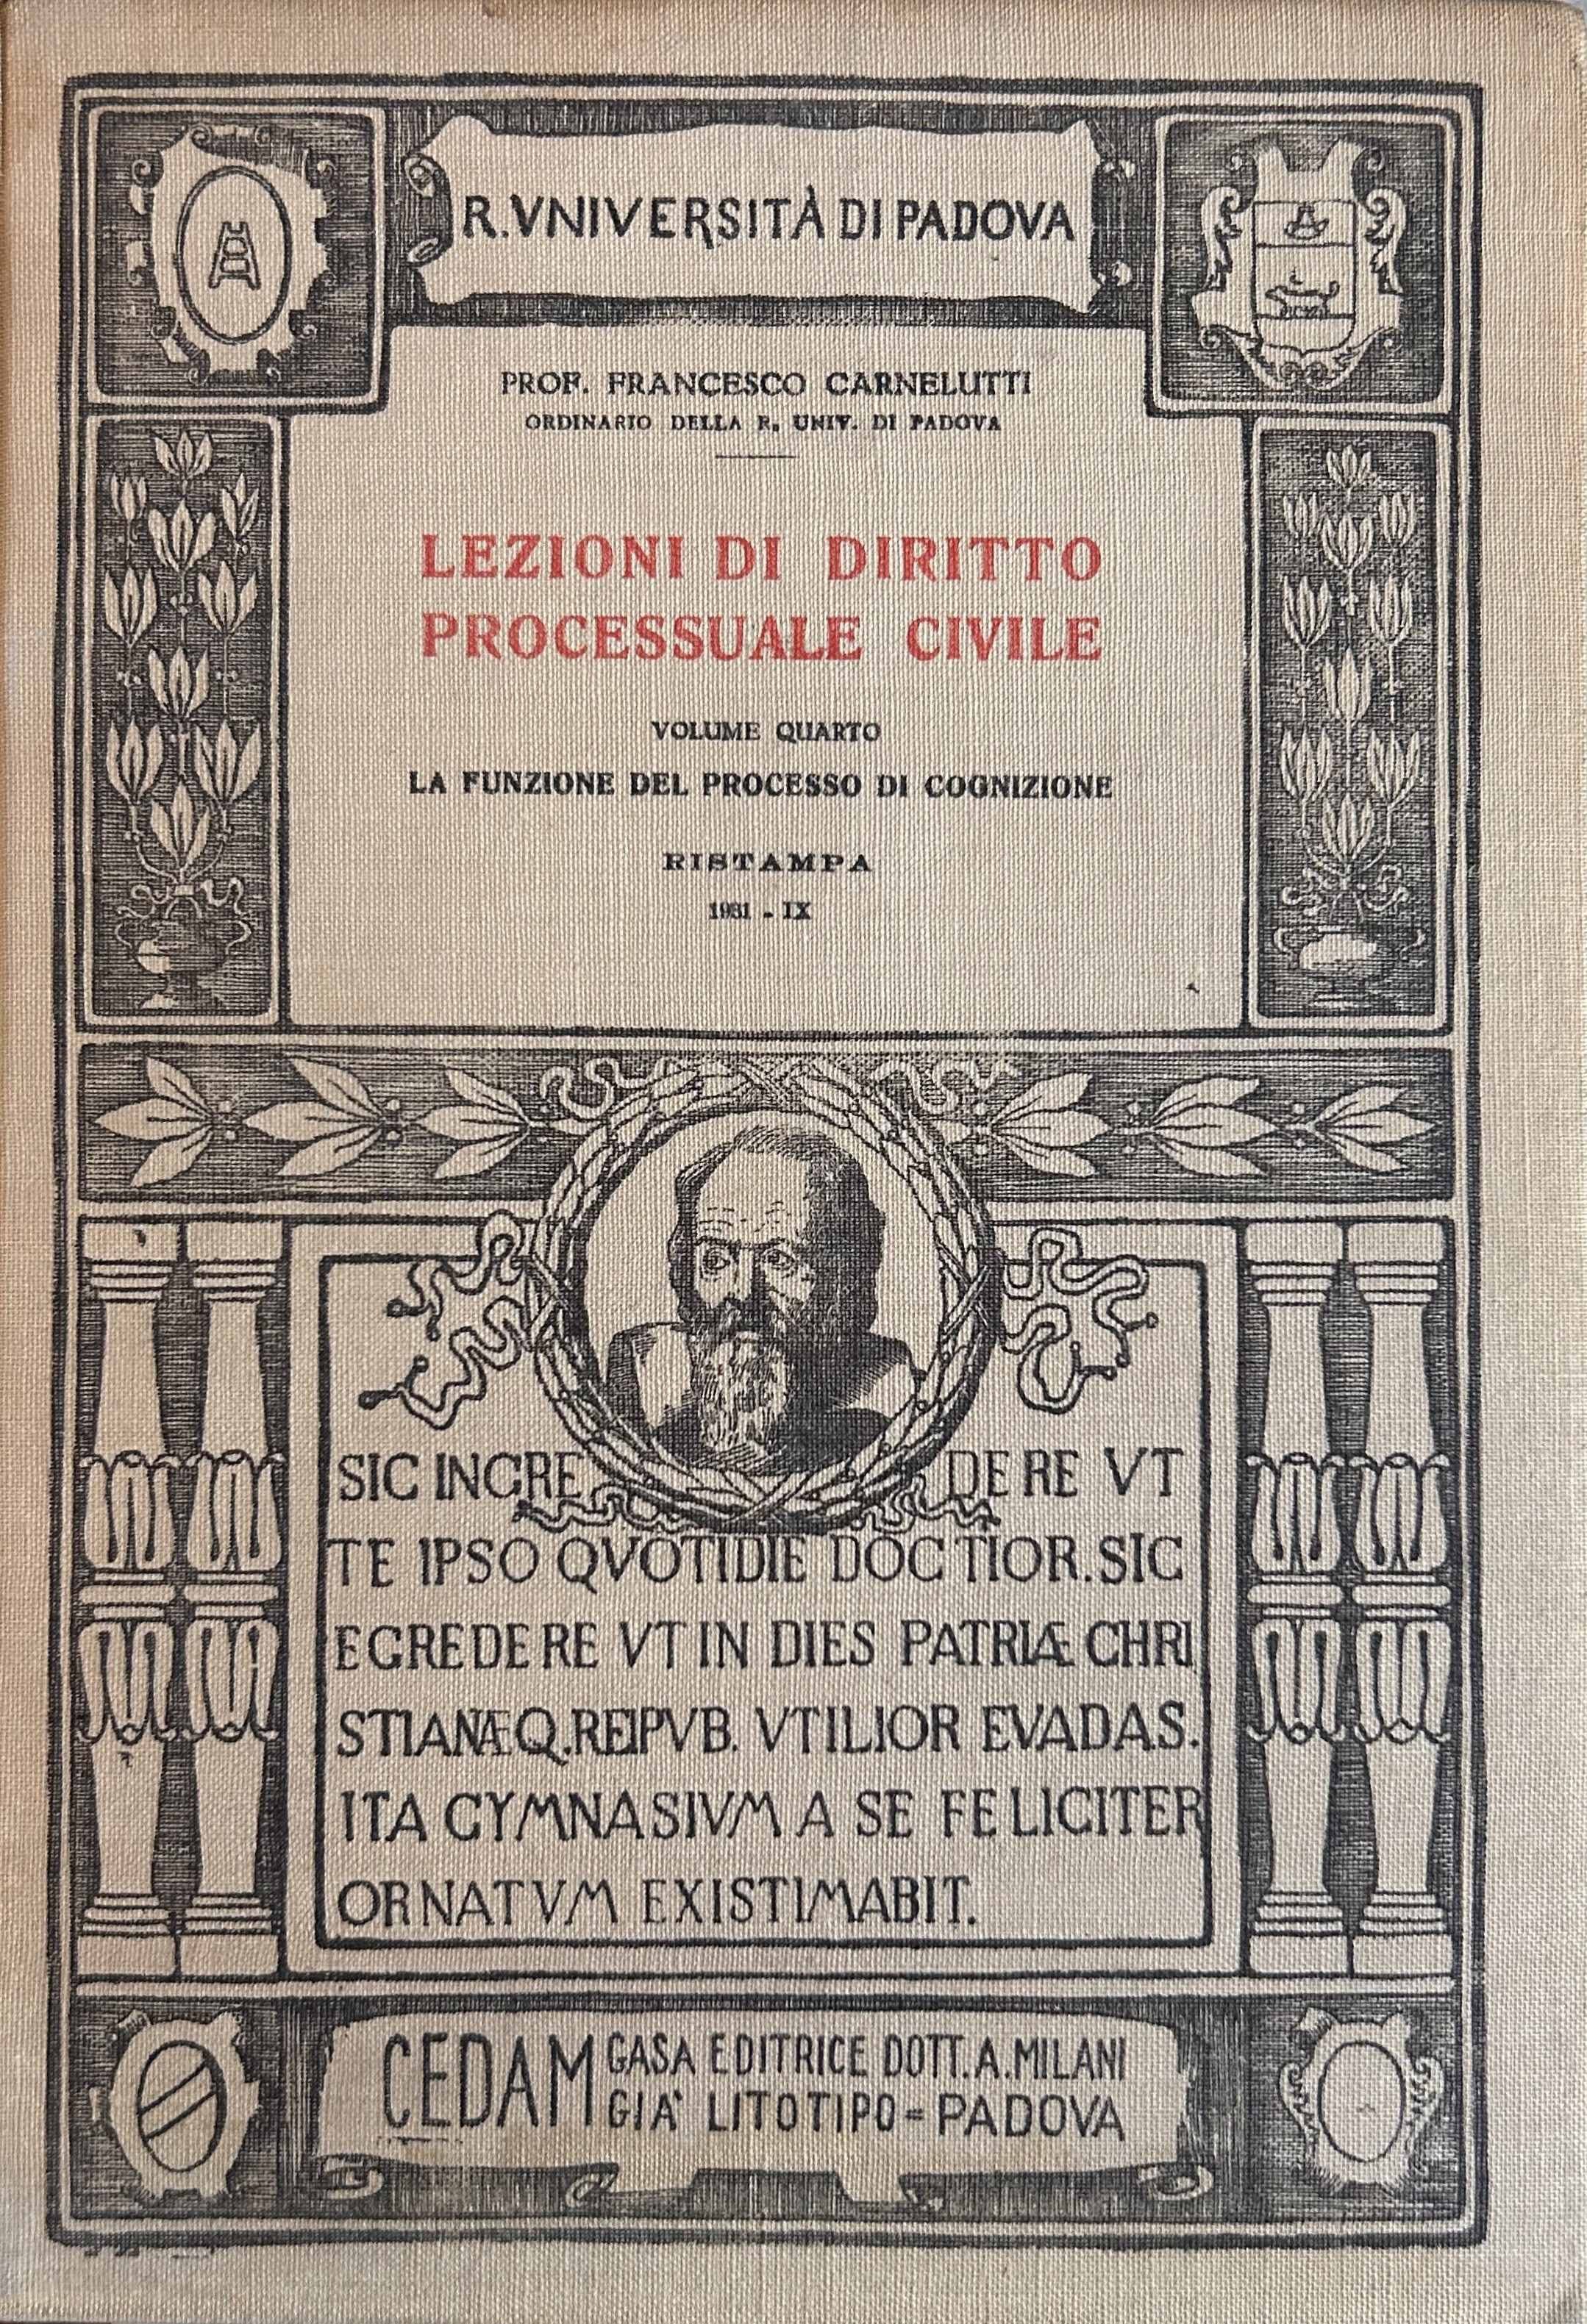 R. VNIVERSITÀ DI PADOVA
PROF. FRANCESCO CARNELUTTI
ORDINARIO DELLA R. UNIV. DI PADOVA
LEZIONI DI DIRITTO
PROCESSUALE CIVILE
VOLUME QUARTO
LA FUNZIONE DEL PROCESSO DI COGNIZIONE
RISTAMPA
1931 - IX
SIC INGREDERE VT
TE IPSO QVOTIDIE DOCTIOR. SIC
EGREDERE VT IN DIES PATRIÆ CHRI
STIANÆQ. REIPVB. VTILIOR EVADAS.
ITA GYMNASIVM A SE FELICITER
ORNATVM EXISTIMABIT.
CEDAM CASA EDITRICE DOTT. A. MILANI
GIA' LITOTIPO = PADOVA